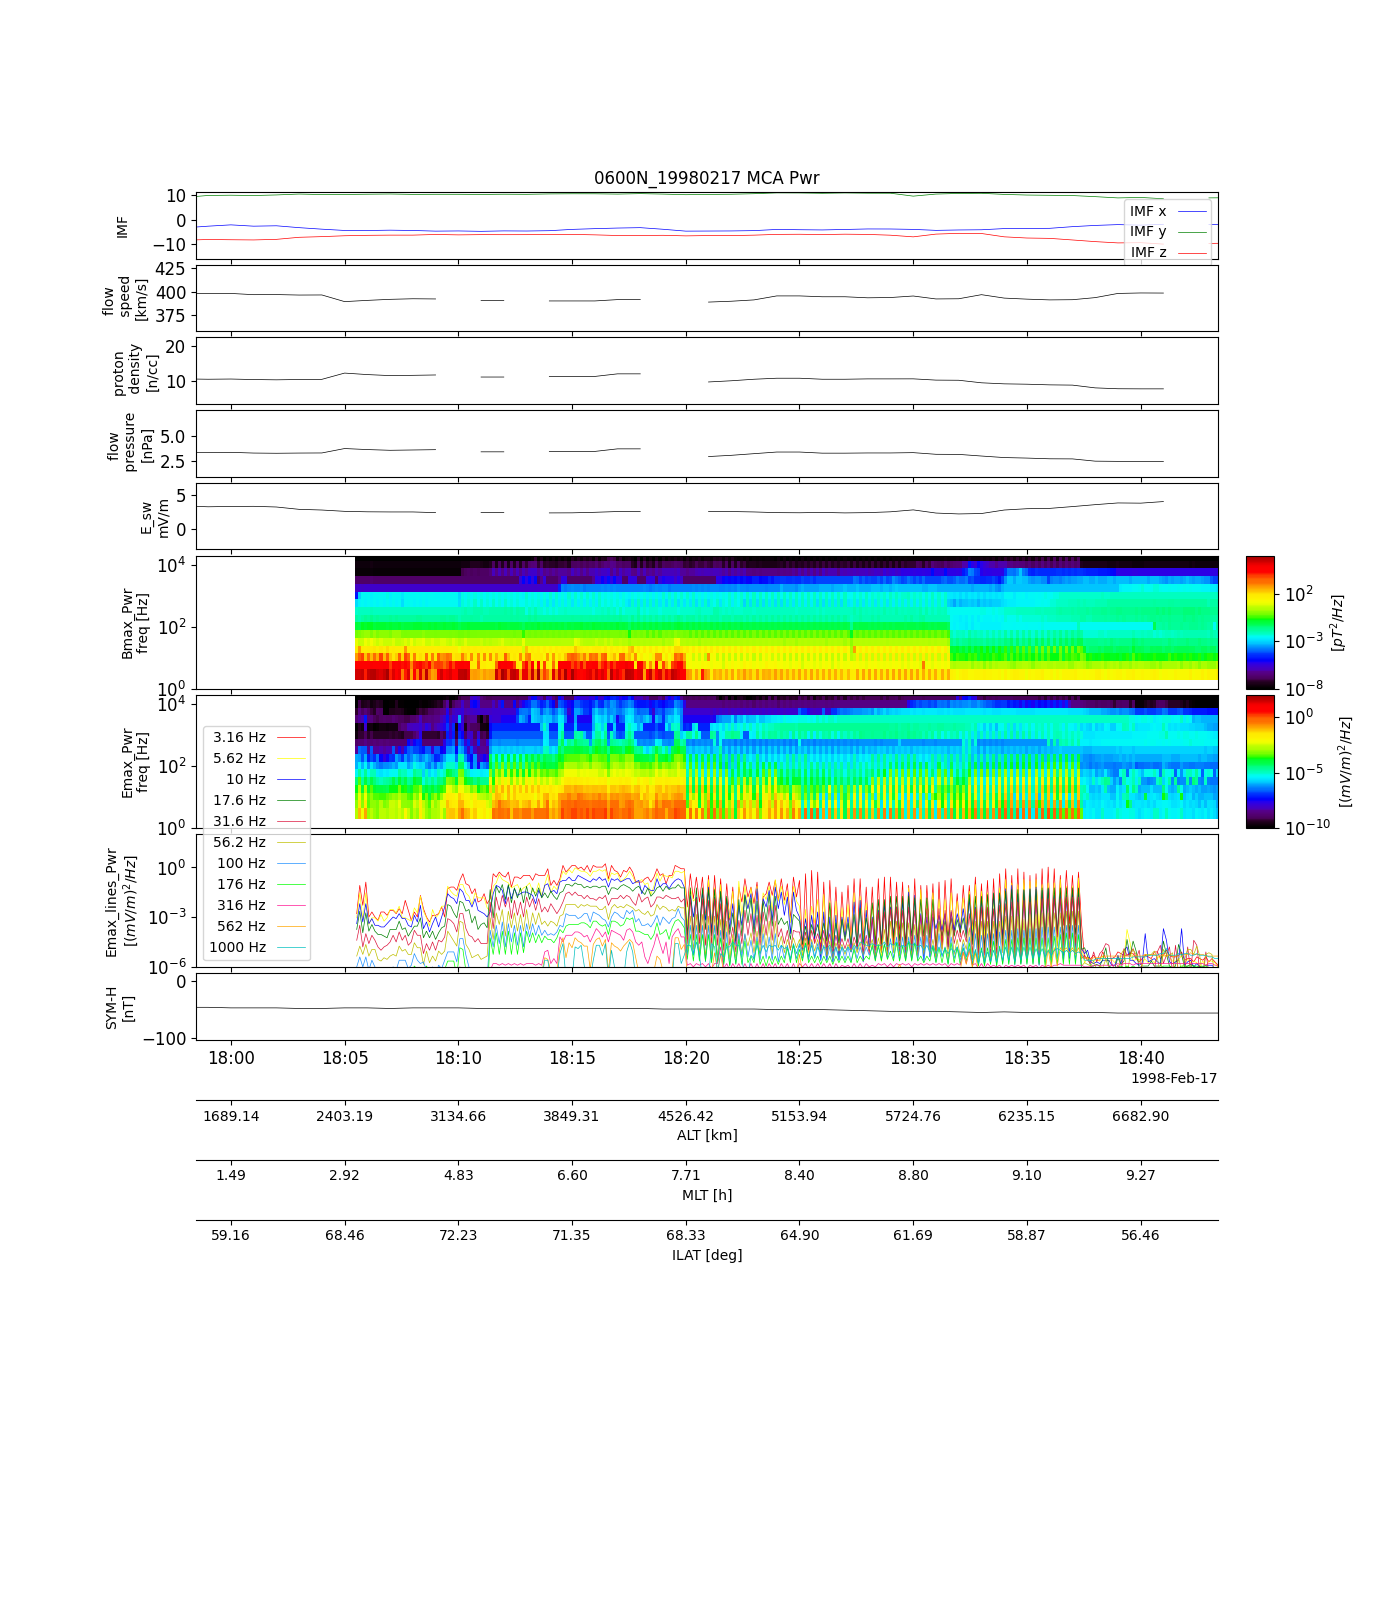 0600N_19980217 MCA Pwr
10
0
−10
IMF
IMF x
IMF y
IMF z
425
400
375
flow
speed
[km/s]
20
10
proton
density
[n/cc]
5.0
2.5
flow
pressure
[nPa]
5
0
E_sw
mV/m
10^4
10^2
10^0
Bmax_Pwr
freq [Hz]
10^2
10^−3
10^−8
[pT^2/Hz]
10^4
10^2
10^0
Emax_Pwr
freq [Hz]
10^0
10^−5
10^−10
[(mV/m)^2/Hz]
3.16 Hz
5.62 Hz
10 Hz
17.6 Hz
31.6 Hz
56.2 Hz
100 Hz
176 Hz
316 Hz
562 Hz
1000 Hz
10^0
10^−3
10^−6
Emax_lines_Pwr
[(mV/m)^2/Hz]
0
−100
SYM-H
[nT]
18:00 18:05 18:10 18:15 18:20 18:25 18:30 18:35 18:40
1998-Feb-17
1689.14 2403.19 3134.66 3849.31 4526.42 5153.94 5724.76 6235.15 6682.90
ALT [km]
1.49 2.92 4.83 6.60 7.71 8.40 8.80 9.10 9.27
MLT [h]
59.16 68.46 72.23 71.35 68.33 64.90 61.69 58.87 56.46
ILAT [deg]